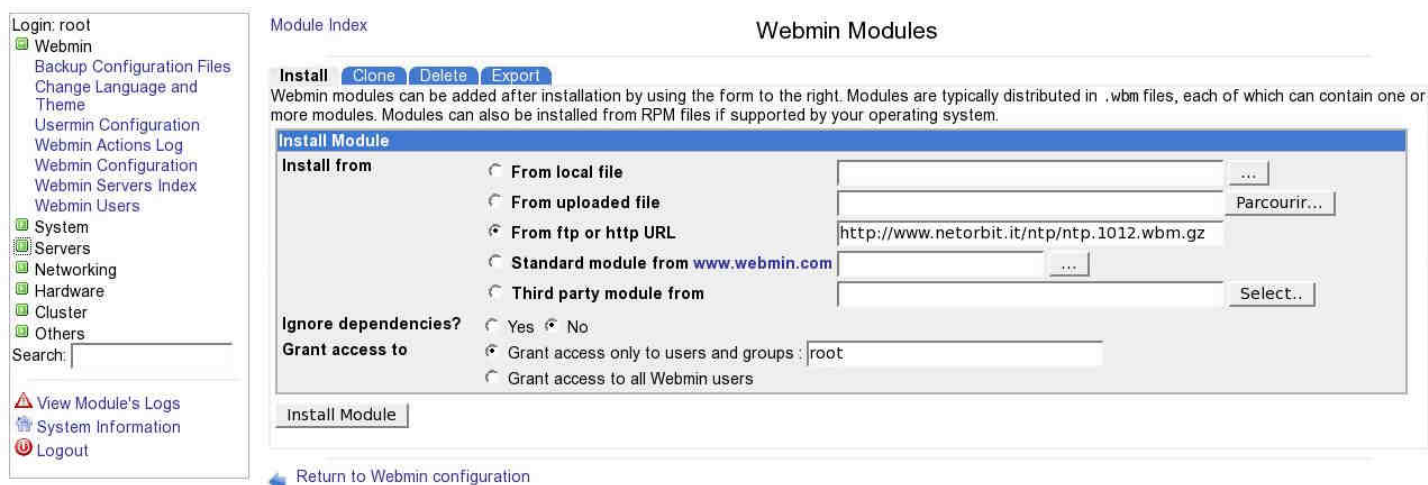 Login: root
Webmin
Backup Configuration Files
Change Language and
Theme
Usermin Configuration
Webmin Actions Log
Webmin Configuration
Webmin Servers Index
Webmin Users
System
Servers
Networking
Hardware
Cluster
Others
Search:
View Module's Logs
System Information
Logout
Module Index
Webmin Modules
Install Clone Delete Export
Webmin modules can be added after installation by using the form to the right. Modules are typically distributed in .wbm files, each of which can contain one or
more modules. Modules can also be installed from RPM files if supported by your operating system.
Install Module
Install from
From local file ...
From uploaded file Parcourir...
From ftp or http URL http://www.netorbit.it/ntp/ntp.1012.wbm.gz
Standard module from www.webmin.com ...
Third party module from Select..
Ignore dependencies? Yes No
Grant access to Grant access only to users and groups : root
Grant access to all Webmin users
Install Module
Return to Webmin configuration